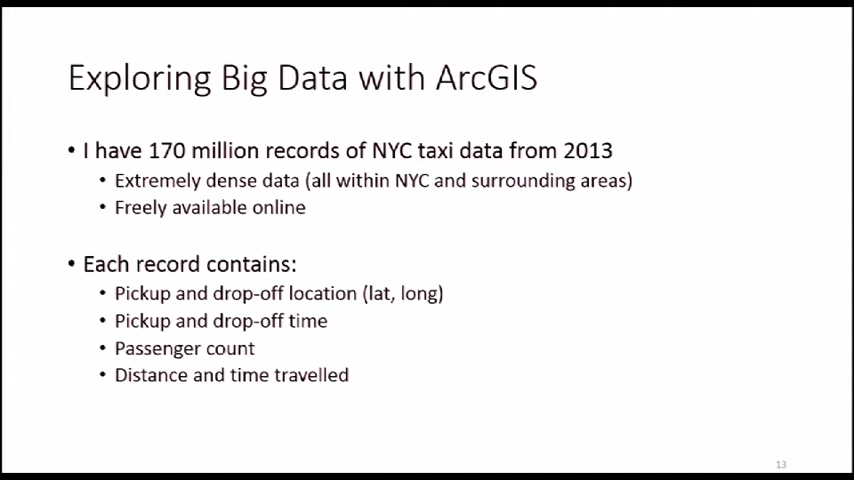 Exploring Big Data with ArcGIS
• I have 170 million records of NYC taxi data from 2013
• Extremely dense data (all within NYC and surrounding areas)
• Freely available online
• Each record contains:
• Pickup and drop-off location (lat, long)
• Pickup and drop-off time
• Passenger count
• Distance and time travelled
13